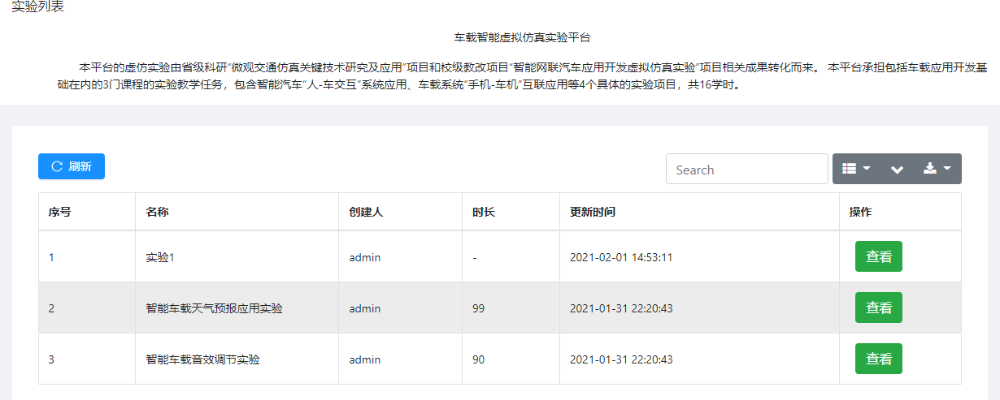 实验列表
车载智能虚拟仿真实验平台
本平台的虚仿实验由省级科研“微观交通仿真关键技术研究及应用”项目和校级教改项目“智能网联汽车应用开发虚拟仿真实验”项目相关成果转化而来。 本平台承担包括车载应用开发基
础在内的3门课程的实验教学任务，包含智能汽车“人-车交互”系统应用、车载系统“手机-车机”互联应用等4个具体的实验项目，共16学时。
刷新 Search
序号 名称 创建人 时长 更新时间 操作
1 实验1 admin - 2021-02-01 14:53:11 查看
2 智能车载天气预报应用实验 admin 99 2021-01-31 22:20:43 查看
3 智能车载音效调节实验 admin 90 2021-01-31 22:20:43 查看